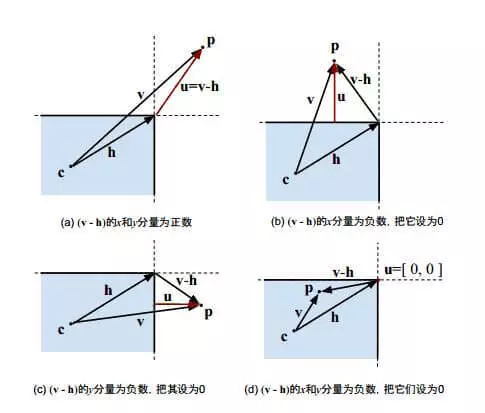 p
v
u=v-h
h
c
(a) (v - h)的x和y分量为正数
p
v-h
v
u
h
c
(b) (v - h)的x分量为负数, 把它设为0
h
v-h
u
v
p
c
(c) (v - h)的y分量为负数, 把其设为0
v-h
u=[ 0, 0 ]
p
v
h
c
(d) (v - h)的x和y分量为负数, 把它们设为0